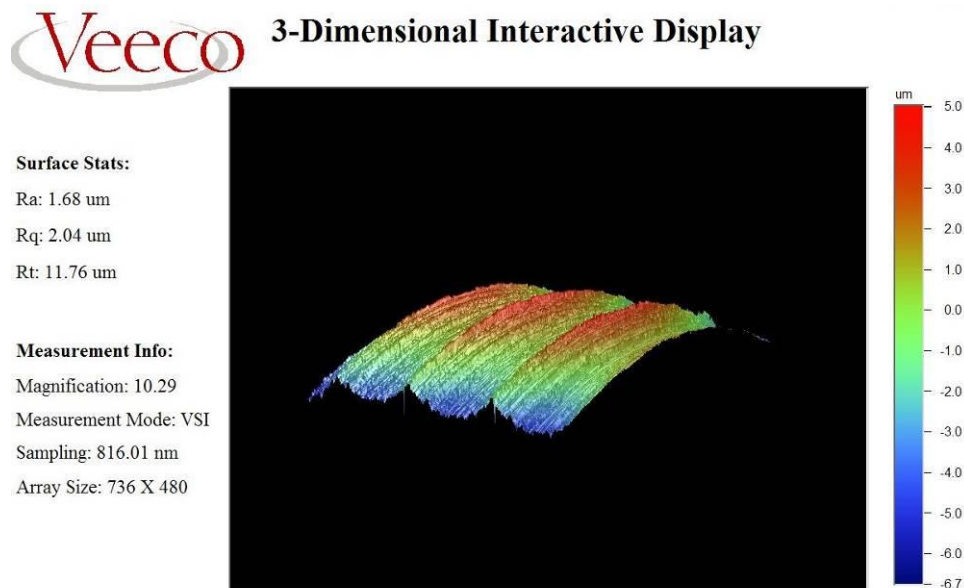 Veeco
3-Dimensional Interactive Display
Surface Stats:
Ra: 1.68 um
Rq: 2.04 um
Rt: 11.76 um
Measurement Info:
Magnification: 10.29
Measurement Mode: VSI
Sampling: 816.01 nm
Array Size: 736 X 480
um
5.0
4.0
3.0
2.0
1.0
0.0
-1.0
-2.0
-3.0
-4.0
-5.0
-6.0
-6.7